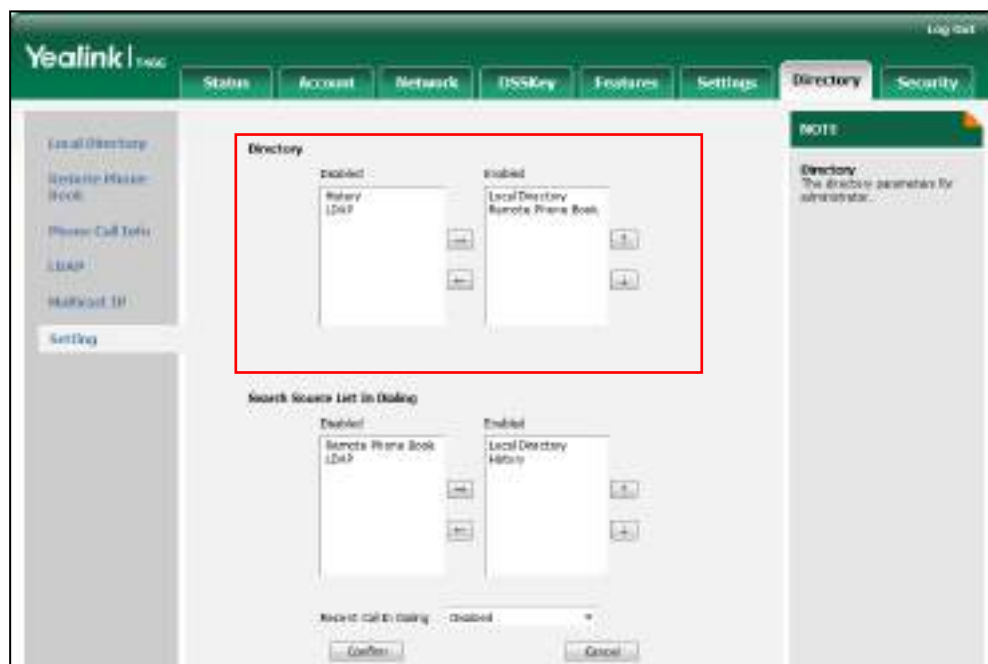 Log Out
Yealink
Status Account Network DSSKey Features Settings Directory Security
Local Directory
Remote Phone
Book
Phone Call Info
LDAP
Multicast IP
Setting
Directory
Disabled Enabled
History
LDAP
Local Directory
Remote Phone Book
→
←
↑
↓
Search Source List In Dialing
Disabled Enabled
Remote Phone Book
LDAP
Local Directory
History
→
←
↑
↓
Recent Call In Dialing Disabled
Confirm Cancel
NOTE
Directory
The directory parameters for
administrator.